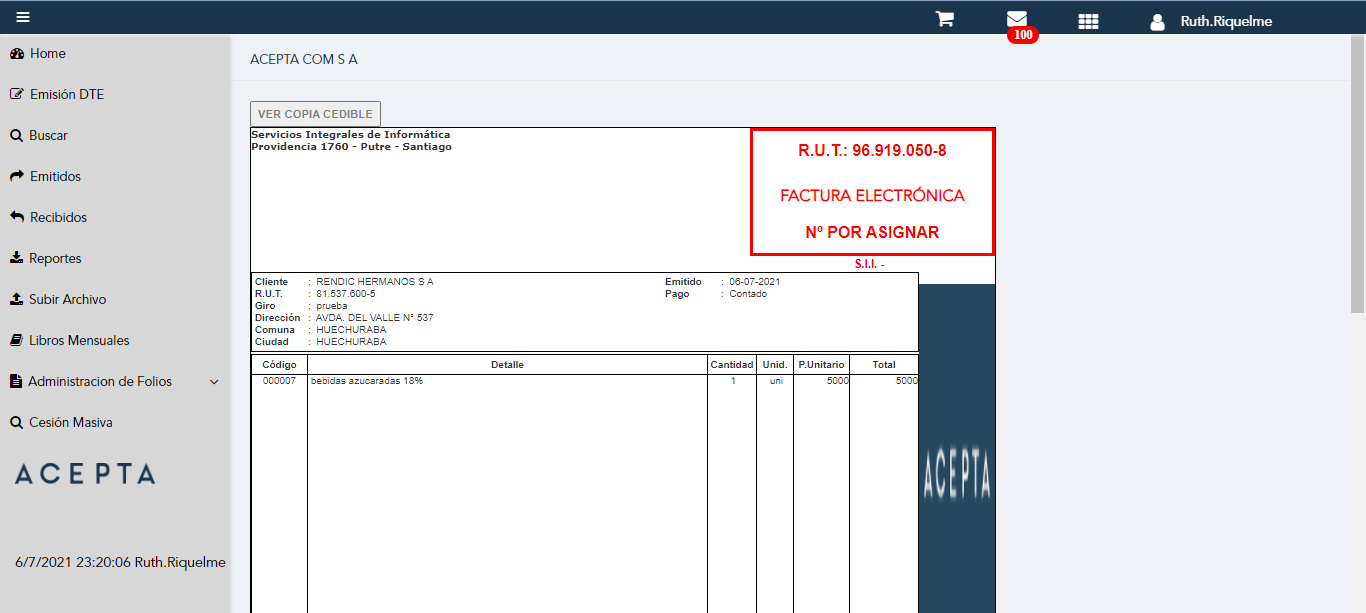 Ruth.Riquelme
100
Home
Emisión DTE
Buscar
Emitidos
Recibidos
Reportes
Subir Archivo
Libros Mensuales
Administracion de Folios
Cesión Masiva
ACEPTA
6/7/2021 23:20:06 Ruth.Riquelme
ACEPTA COM S A
VER COPIA CEDIBLE
Servicios Integrales de Informática
Providencia 1760 - Putre - Santiago
R.U.T.: 96.919.050-8
FACTURA ELECTRÓNICA
Nº POR ASIGNAR
S.I.I. -
Cliente : RENDIC HERMANOS S A Emitido : 06-07-2021
R.U.T. : 81.537.600-5 Pago : Contado
Giro : prueba
Dirección : AVDA. DEL VALLE N° 537
Comuna : HUECHURABA
Ciudad : HUECHURABA
Código Detalle Cantidad Unid. P.Unitario Total
000007 bebidas azucaradas 18% 1 uni 5000 5000
ACEPTA